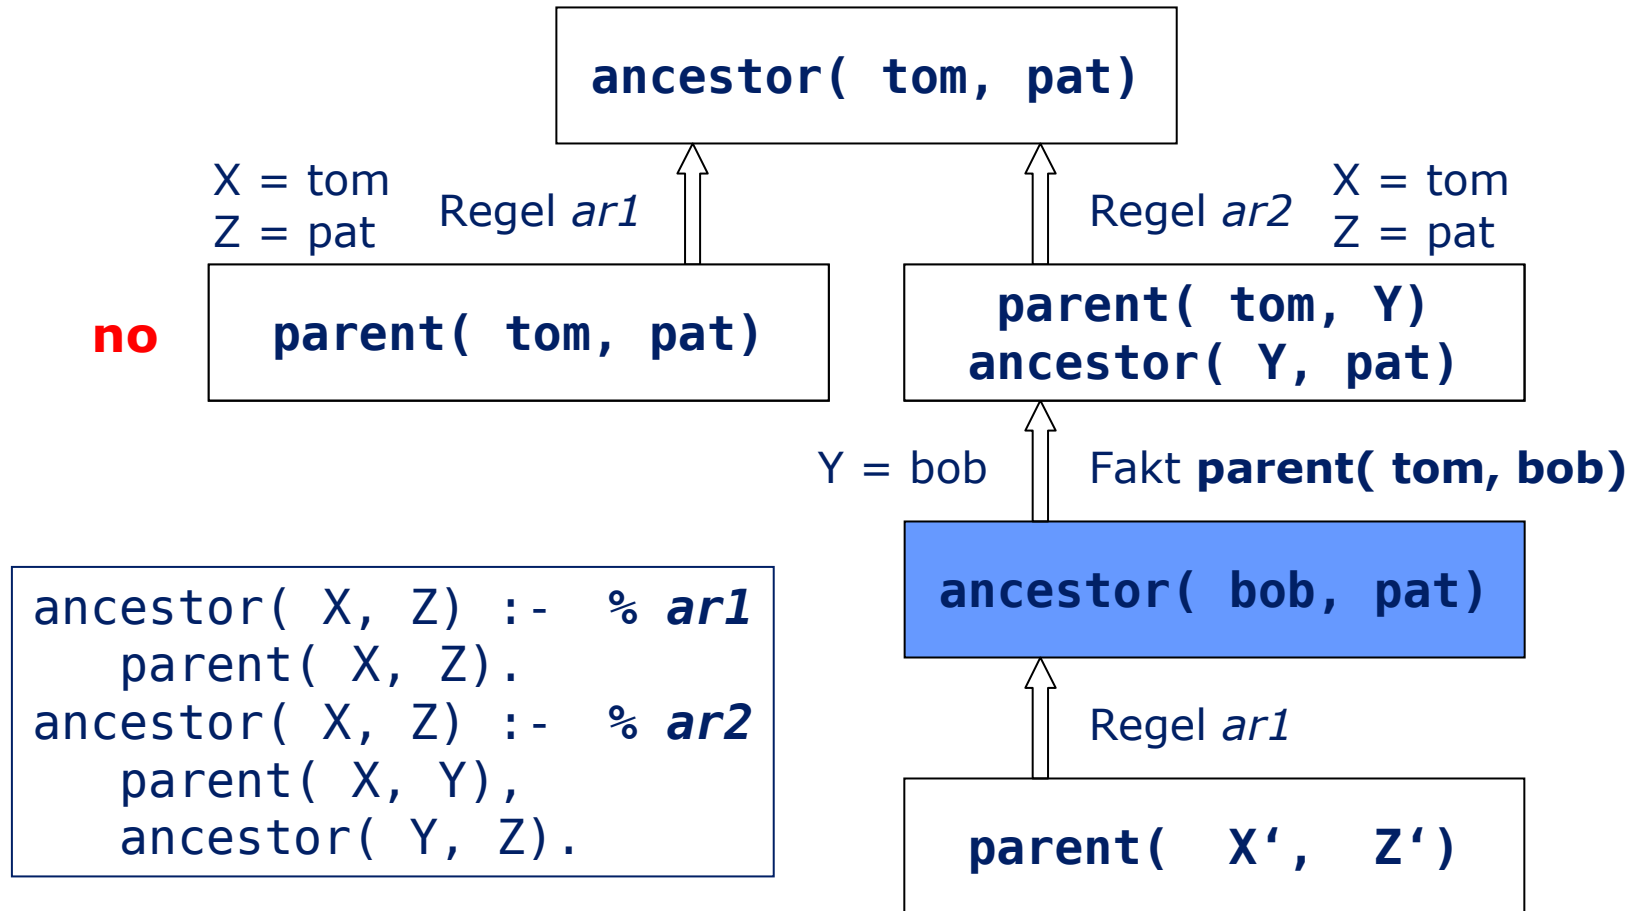 ancestor( tom, pat)
X = tom
Z = pat
Regel ar1
Regel ar2
X = tom
Z = pat
no
parent( tom, pat)
parent( tom, Y)
ancestor( Y, pat)
Y = bob
Fakt parent( tom, bob)
ancestor( bob, pat)
ancestor( X, Z) :- % ar1
parent( X, Z).
ancestor( X, Z) :- % ar2
parent( X, Y),
ancestor( Y, Z).
Regel ar1
parent( X‘, Z‘)